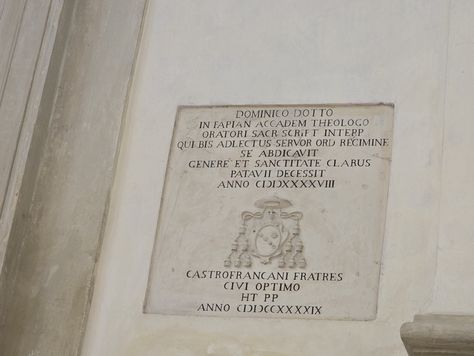 DOMINICO DOTTO
IN PAPIAN ACCADEM THEOLOGO
ORATORI SACR SCRIPT INTERP
QUI BIS ADLECTUS SERVOR ORD REGIMINE
SE ABDICAVIT
GENERE ET SANCTITATE CLARUS
PATAVII DECESSIT
ANNO CIƆIƆXXXXVIII
CASTROFRANCANI FRATRES
CIVI OPTIMO
HT PP
ANNO CIƆIƆCCXXXXIX